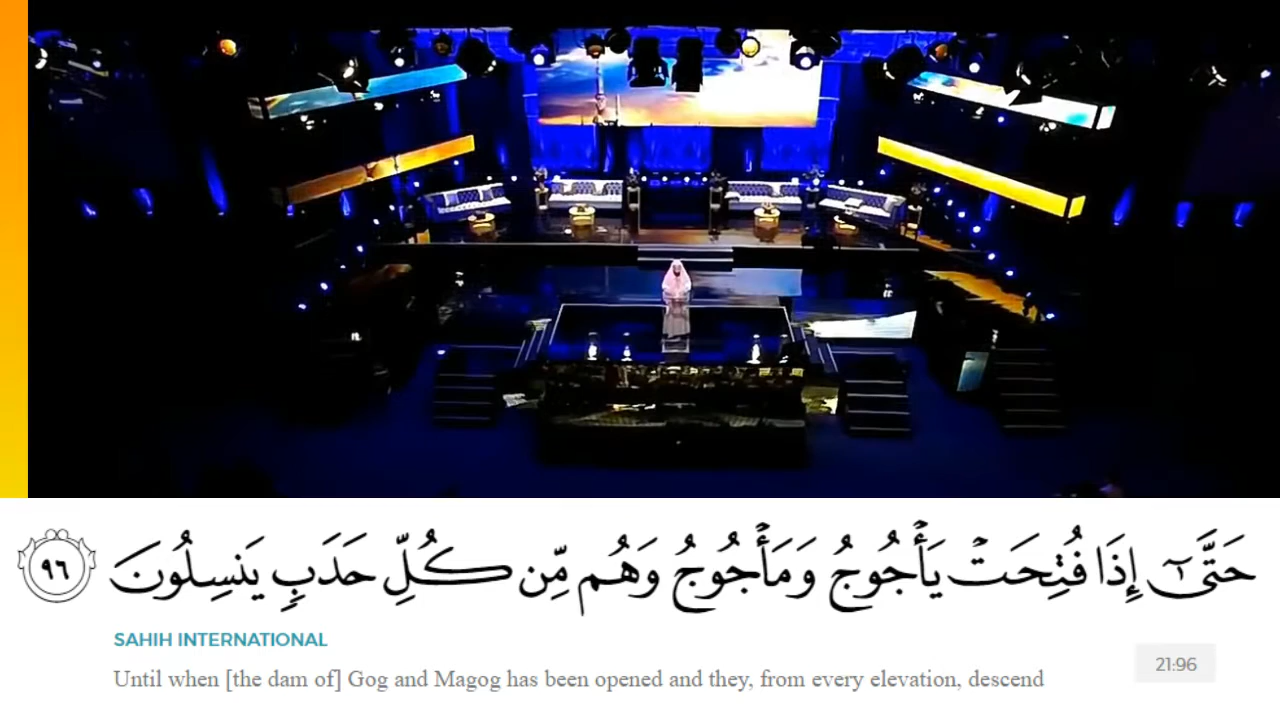 حَتَّىٰٓ إِذَا فُتِحَتۡ يَأۡجُوجُ وَمَأۡجُوجُ وَهُم مِّن كُلِّ حَدَبٖ يَنسِلُونَ ٩٦
SAHIH INTERNATIONAL
21:96
Until when [the dam of] Gog and Magog has been opened and they, from every elevation, descend